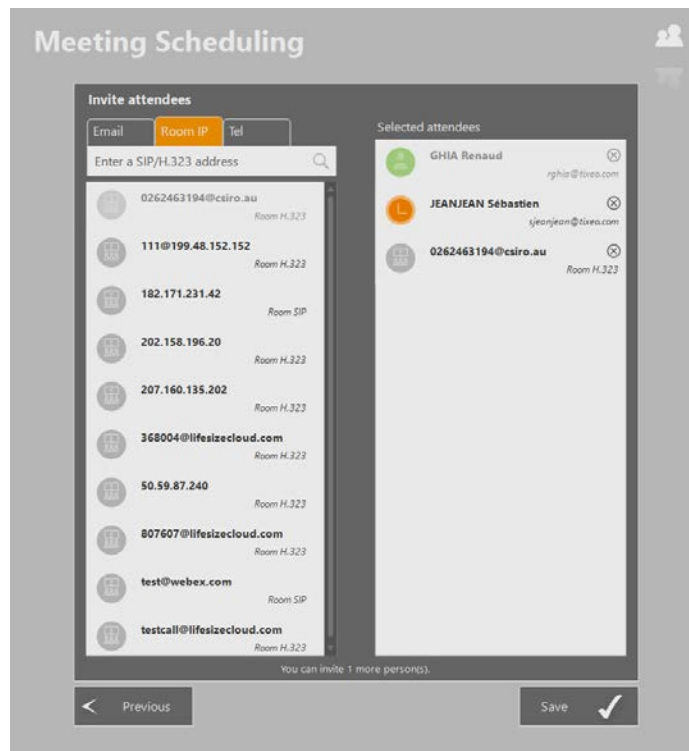 Meeting Scheduling
Invite attendees
Email
Room IP
Tel
Enter a SIP/H.323 address
0262463194@csiro.au
Room H.323
111@199.48.152.152
Room H.323
182.171.231.42
Room SIP
202.158.196.20
Room H.323
207.160.135.202
Room H.323
368004@lifesizecloud.com
Room H.323
50.59.87.240
Room H.323
807607@lifesizecloud.com
Room H.323
test@webex.com
Room SIP
testcall@lifesizecloud.com
Room H.323
Selected attendees
GHIA Renaud
rghia@tixeo.com
JEANJEAN Sébastien
sjeanjean@tixeo.com
0262463194@csiro.au
Room H.323
You can invite 1 more person(s).
Previous
Save